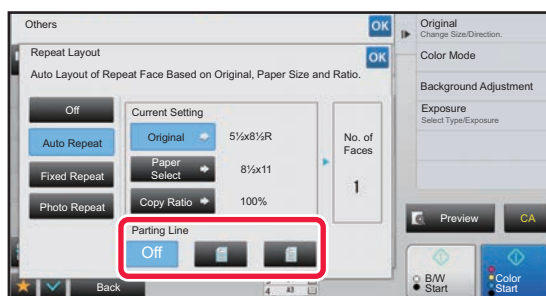 Others
OK
Repeat Layout
OK
Auto Layout of Repeat Face Based on Original, Paper Size and Ratio.
Off
Auto Repeat
Fixed Repeat
Photo Repeat
Current Setting
Original
5½x8½R
Paper
Select
8½x11
Copy Ratio
100%
No. of
Faces
1
Parting Line
Off
Back
Original
Change Size/Direction.
Color Mode
Background Adjustment
Exposure
Select Type/Exposure
Preview
CA
B/W
Start
Color
Start